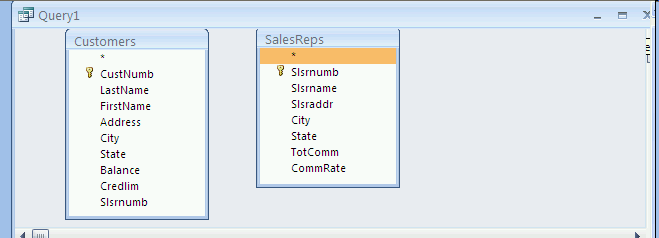 Query1
Customers
*
CustNumb
LastName
FirstName
Address
City
State
Balance
Credlim
Slsrnumb
SalesReps
*
Slsrnumb
Slsrname
Slsraddr
City
State
TotComm
CommRate